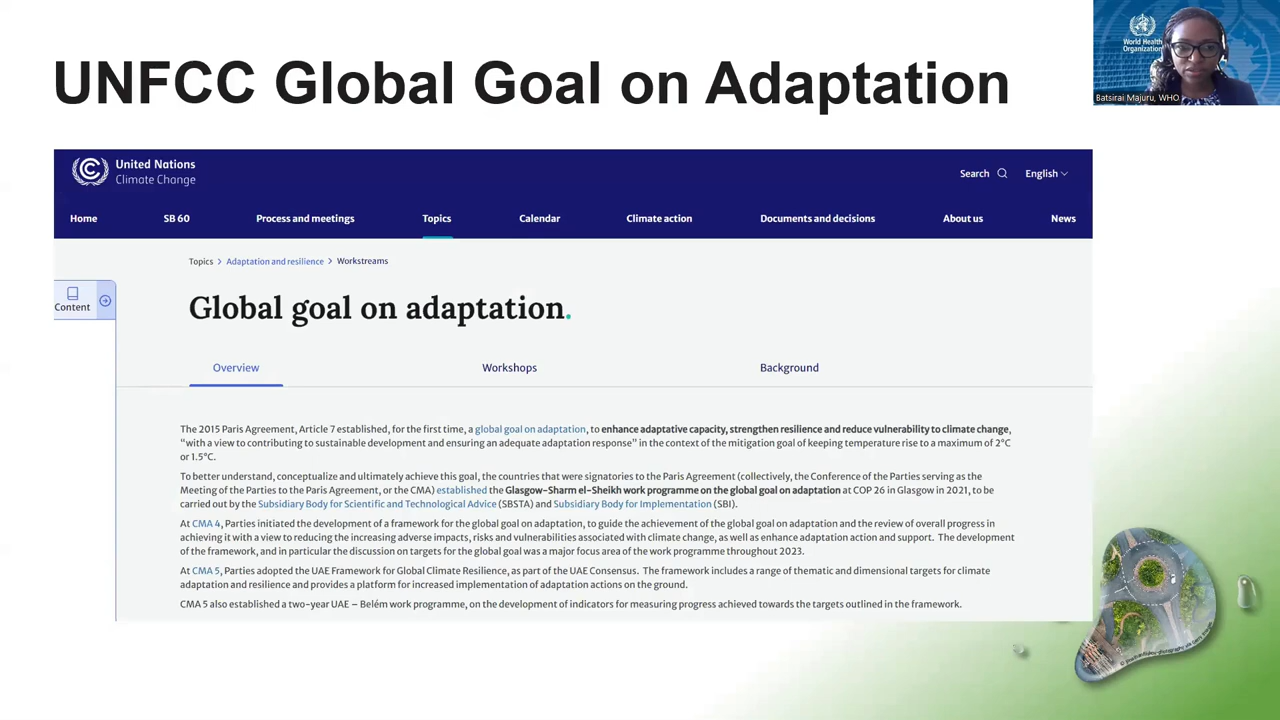 UNFCC Global Goal on Adaptation
World Health
Organization
Batsirai Majuru, WHO
United Nations
Climate Change
Search
English
Home
SB 60
Process and meetings
Topics
Calendar
Climate action
Documents and decisions
About us
News
Topics > Adaptation and resilience > Workstreams
Content
Global goal on adaptation.
Overview
Workshops
Background
The 2015 Paris Agreement, Article 7 established, for the first time, a global goal on adaptation, to enhance adaptative capacity, strengthen resilience and reduce vulnerability to climate change,
“with a view to contributing to sustainable development and ensuring an adequate adaptation response” in the context of the mitigation goal of keeping temperature rise to a maximum of 2°C
or 1.5°C.
To better understand, conceptualize and ultimately achieve this goal, the countries that were signatories to the Paris Agreement (collectively, the Conference of the Parties serving as the
Meeting of the Parties to the Paris Agreement, or the CMA) established the Glasgow–Sharm el-Sheikh work programme on the global goal on adaptation at COP 26 in Glasgow in 2021, to be
carried out by the Subsidiary Body for Scientific and Technological Advice (SBSTA) and Subsidiary Body for Implementation (SBI).
At CMA 4, Parties initiated the development of a framework for the global goal on adaptation, to guide the achievement of the global goal on adaptation and the review of overall progress in
achieving it with a view to reducing the increasing adverse impacts, risks and vulnerabilities associated with climate change, as well as enhance adaptation action and support. The development
of the framework, and in particular the discussion on targets for the global goal was a major focus area of the work programme throughout 2023.
At CMA 5, Parties adopted the UAE Framework for Global Climate Resilience, as part of the UAE Consensus. The framework includes a range of thematic and dimensional targets for climate
adaptation and resilience and provides a platform for increased implementation of adaptation actions on the ground.
CMA 5 also established a two-year UAE – Belém work programme, on the development of indicators for measuring progress achieved towards the targets outlined in the framework.